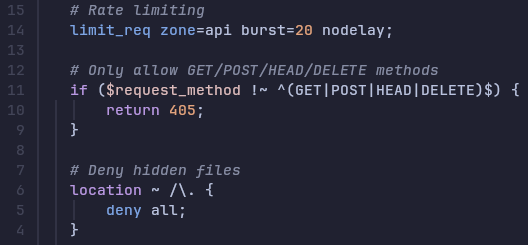 15 # Rate limiting
14 limit_req zone=api burst=20 nodelay;
13
12 # Only allow GET/POST/HEAD/DELETE methods
11 if ($request_method !~ ^(GET|POST|HEAD|DELETE)$) {
10 return 405;
9 }
8
7 # Deny hidden files
6 location ~ /\. {
5 deny all;
4 }